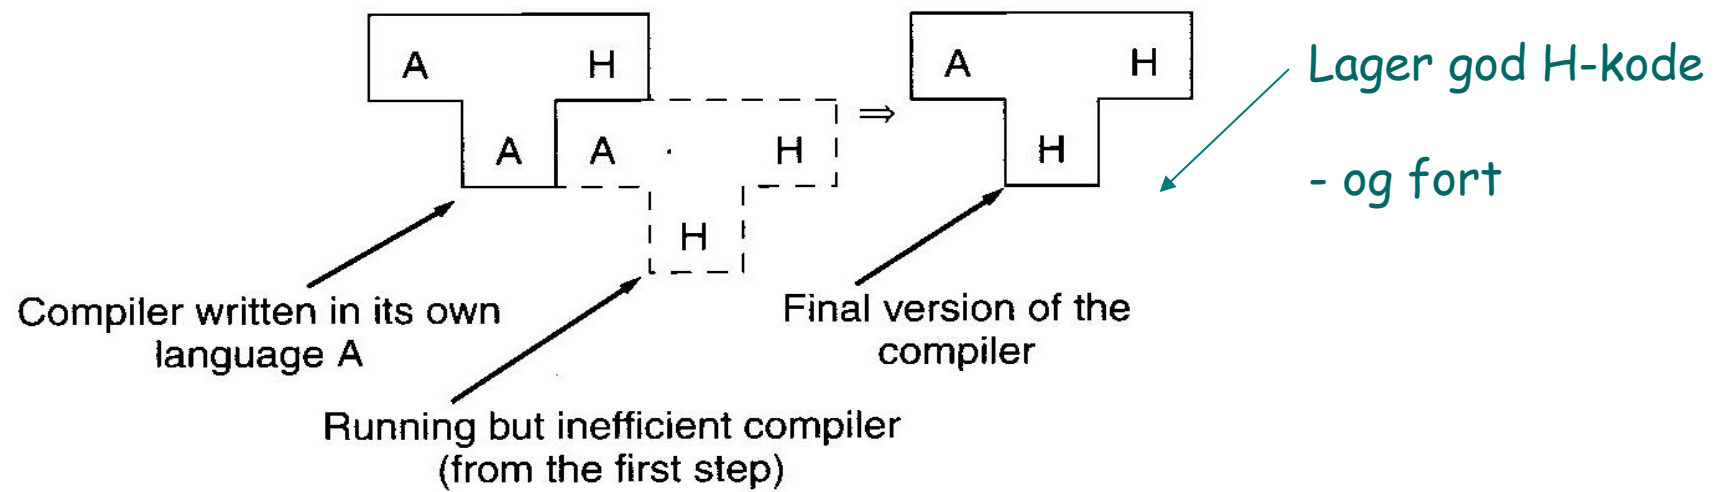 A H
A A H
H
⇒
A H
H
Lager god H-kode
- og fort
Compiler written in its own
language A
Running but inefficient compiler
(from the first step)
Final version of the
compiler